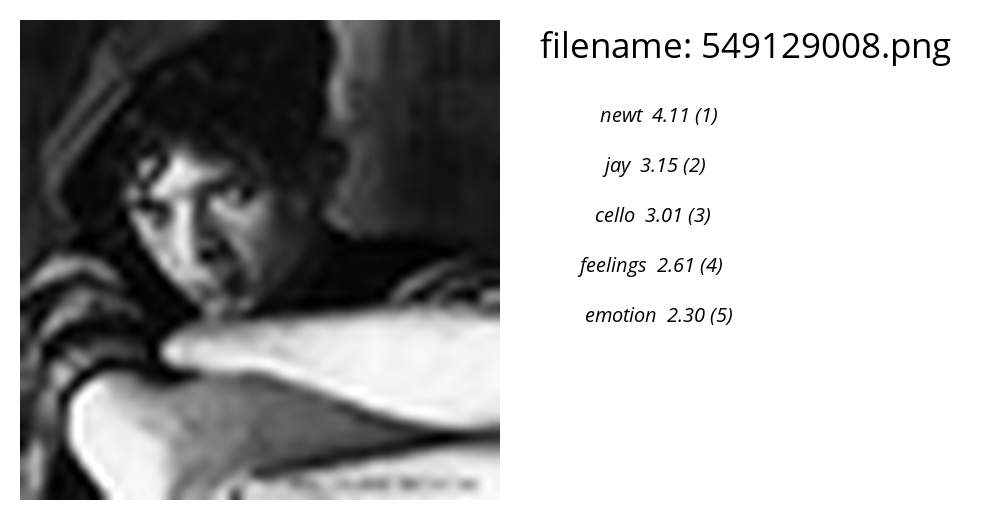 filename: 549129008.png
newt 4.11 (1)
jay 3.15 (2)
cello 3.01 (3)
feelings 2.61 (4)
emotion 2.30 (5)